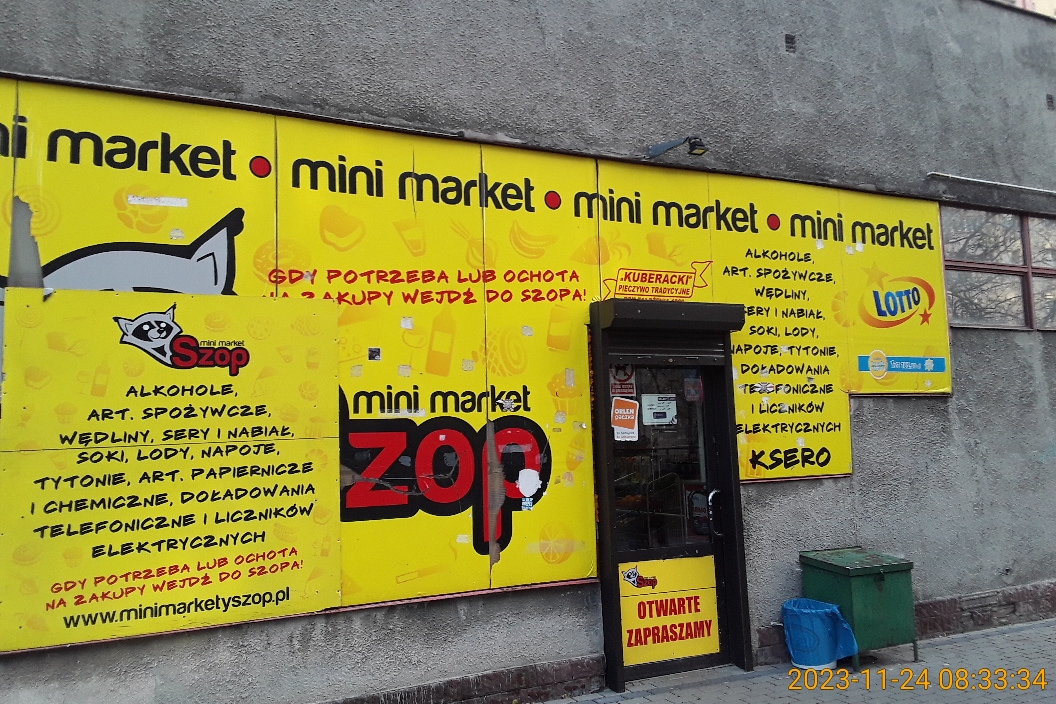 ni market • mini market • mini market • mini market
GDY POTRZEBA LUB OCHOTA
NA ZAKUPY WEJDŹ DO SZOPA!
"KUBERACKI"
PIECZYWO TRADYCYJNE
ALKOHOLE,
ART. SPOŻYWCZE,
WĘDLINY,
SERY I NABIAŁ,
SOKI, LODY,
NAPOJE, TYTONIE,
DOŁADOWANIA
TELEFONICZNE
I LICZNIKÓW
ELEKTRYCZNYCH
KSERO
LOTTO
mini market
Szop
ALKOHOLE,
ART. SPOŻYWCZE,
WĘDLINY, SERY I NABIAŁ,
SOKI, LODY, NAPOJE,
TYTONIE, ART. PAPIERNICZE
I CHEMICZNE, DOŁADOWANIA
TELEFONICZNE I LICZNIKÓW
ELEKTRYCZNYCH
GDY POTRZEBA LUB OCHOTA
NA ZAKUPY WEJDŹ DO SZOPA!
www.minimarketyszop.pl
mini market
zop
ORLEN
paczka
Szop
OTWARTE
ZAPRASZAMY
2023-11-24 08:33:34